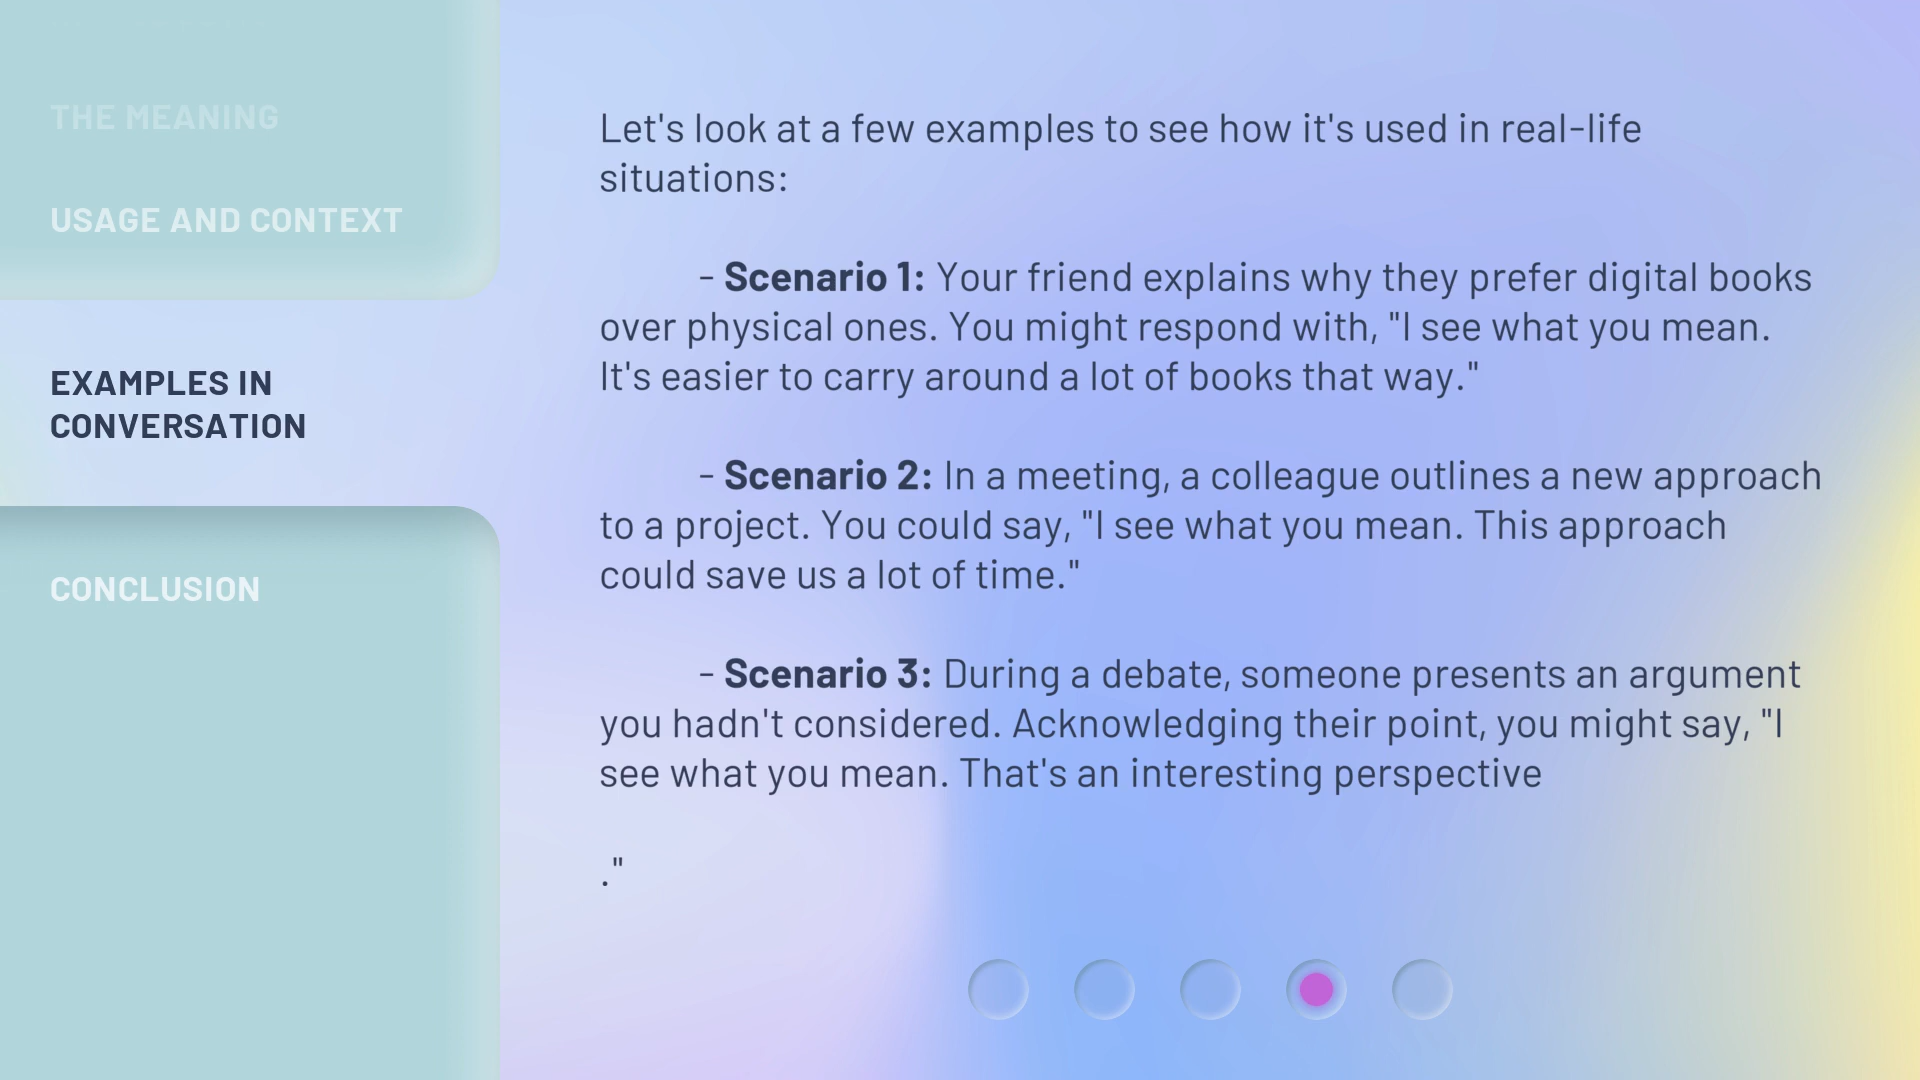 THE MEANING
USAGE AND CONTEXT
EXAMPLES IN
CONVERSATION
CONCLUSION
Let's look at a few examples to see how it's used in real-life
situations:
- Scenario 1: Your friend explains why they prefer digital books
over physical ones. You might respond with, "I see what you mean.
It's easier to carry around a lot of books that way."
- Scenario 2: In a meeting, a colleague outlines a new approach
to a project. You could say, "I see what you mean. This approach
could save us a lot of time."
- Scenario 3: During a debate, someone presents an argument
you hadn't considered. Acknowledging their point, you might say, "I
see what you mean. That's an interesting perspective
."